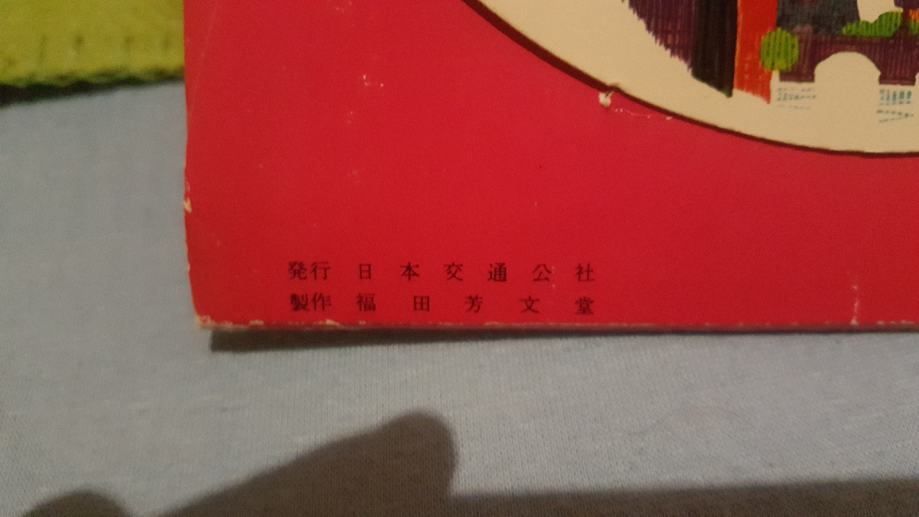 発行 日本交通公社
製作 福田芳文堂